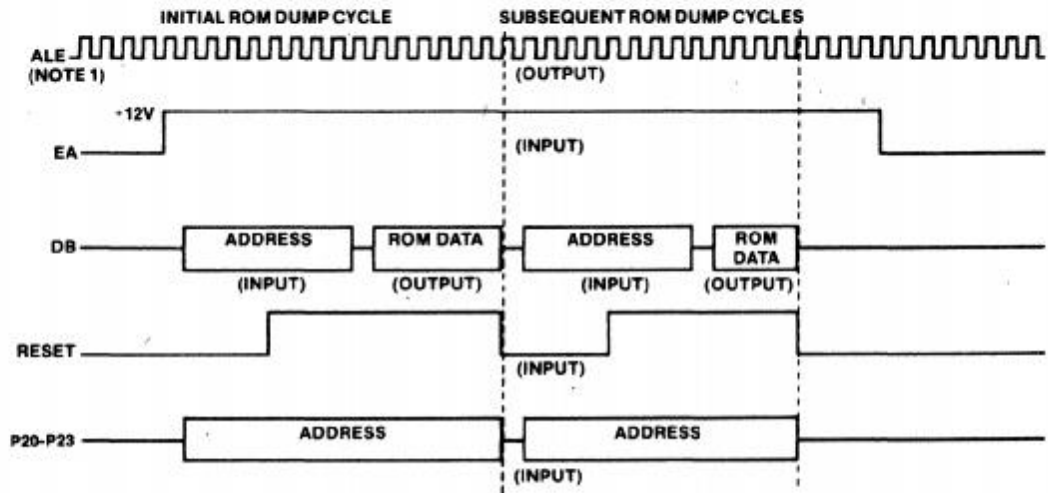 INITIAL ROM DUMP CYCLE
SUBSEQUENT ROM DUMP CYCLES
ALE
(NOTE 1)
(OUTPUT)
+12V
EA
(INPUT)
DB
ADDRESS
ROM DATA
ADDRESS
ROM
DATA
(INPUT)
(OUTPUT)
(INPUT)
(OUTPUT)
RESET
(INPUT)
P20-P23
ADDRESS
ADDRESS
(INPUT)